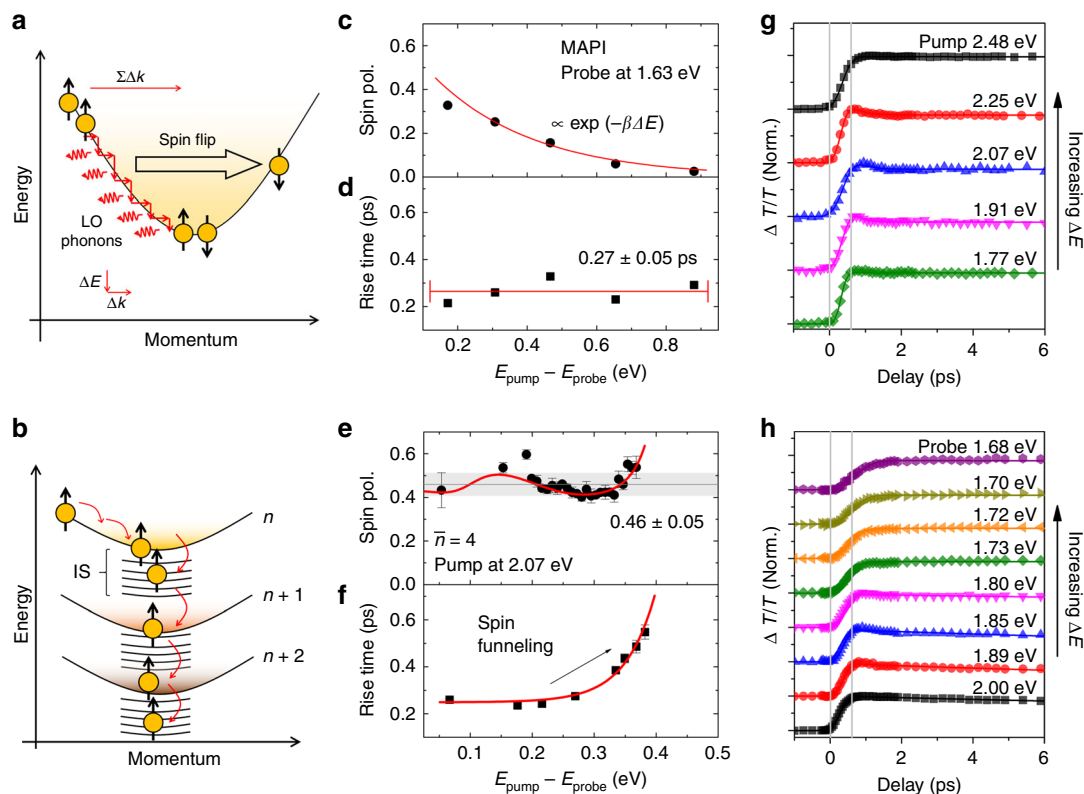 a
ΣΔk
Spin flip
LO
phonons
ΔE
Δk
Energy
Momentum
b
n
IS
n + 1
n + 2
Energy
Momentum
c
MAPI
Probe at 1.63 eV
∝ exp (−βΔE)
Spin pol.
0.6
0.4
0.2
0.0
d
0.27 ± 0.05 ps
Rise time (ps)
0.6
0.4
0.2
0.2 0.4 0.6 0.8
E pump − E probe (eV)
e
Spin pol.
0.6
0.4
0.2
0.0
0.46 ± 0.05
n̅ = 4
Pump at 2.07 eV
f
Spin
funneling
Rise time (ps)
0.6
0.4
0.2
0.0 0.1 0.2 0.3 0.4 0.5
E pump − E probe (eV)
g
Pump 2.48 eV
2.25 eV
2.07 eV
1.91 eV
1.77 eV
Δ T/T (Norm.)
Increasing ΔE
0 2 4 6
Delay (ps)
h
Probe 1.68 eV
1.70 eV
1.72 eV
1.73 eV
1.80 eV
1.85 eV
1.89 eV
2.00 eV
Δ T/T (Norm.)
Increasing ΔE
0 2 4 6
Delay (ps)